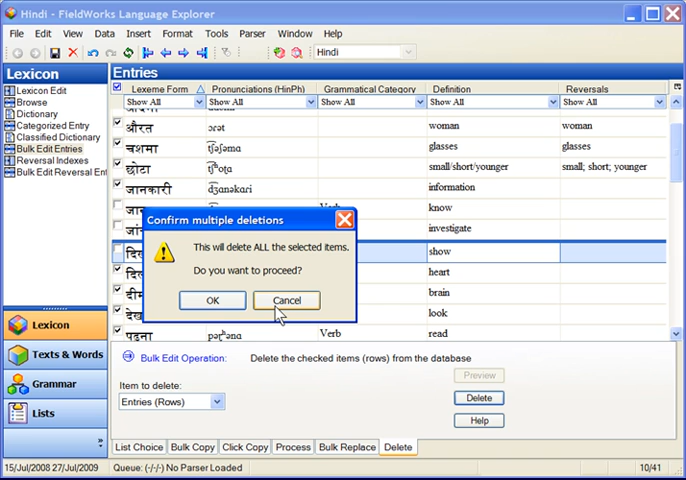 Hindi - FieldWorks Language Explorer
File Edit View Data Insert Format Tools Parser Window Help
Hindi
Lexicon
Entries
Lexicon Edit
Browse
Dictionary
Categorized Entry
Classified Dictionary
Bulk Edit Entries
Reversal Indexes
Bulk Edit Reversal Ent
Lexeme Form Pronunciations (HinPh) Grammatical Category Definition Reversals
Show All Show All Show All Show All Show All
औरत ɔrət woman woman
चश्मा glasses glasses
छोटा small/short/younger small; short; younger
जानकारी d͡ʒɑnəkɑri information
know
investigate
show
heart
brain
look
पढ़ना Verb read
Confirm multiple deletions
This will delete ALL the selected items.
Do you want to proceed?
OK Cancel
Lexicon
Texts & Words
Grammar
Lists
»
Bulk Edit Operation: Delete the checked items (rows) from the database
Item to delete:
Entries (Rows)
Preview
Delete
Help
List Choice Bulk Copy Click Copy Process Bulk Replace Delete
15/Jul/2008 27/Jul/2009 Queue: (-/-/-) No Parser Loaded 10/41